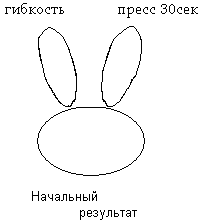 гибкость пресс 30сек
Начальный
результат